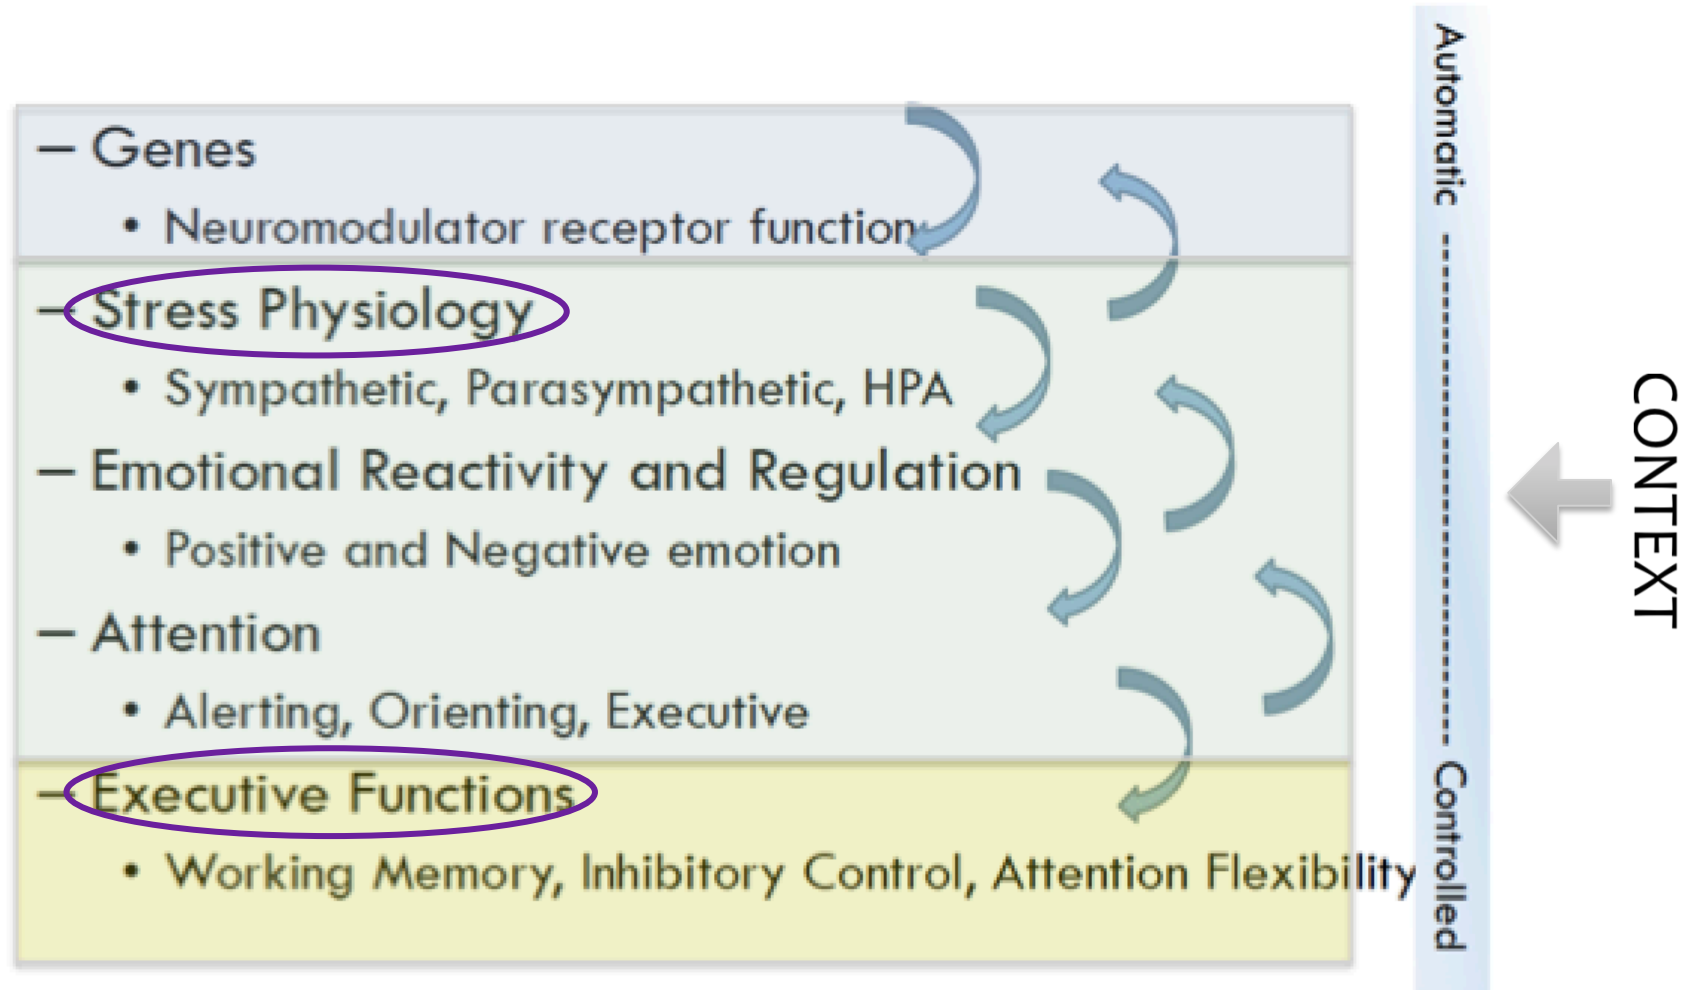 — Genes
• Neuromodulator receptor function
— Stress Physiology
• Sympathetic, Parasympathetic, HPA
— Emotional Reactivity and Regulation
• Positive and Negative emotion
— Attention
• Alerting, Orienting, Executive
— Executive Functions
• Working Memory, Inhibitory Control, Attention Flexibility
Automatic ---------------------------------------- Controlled
CONTEXT